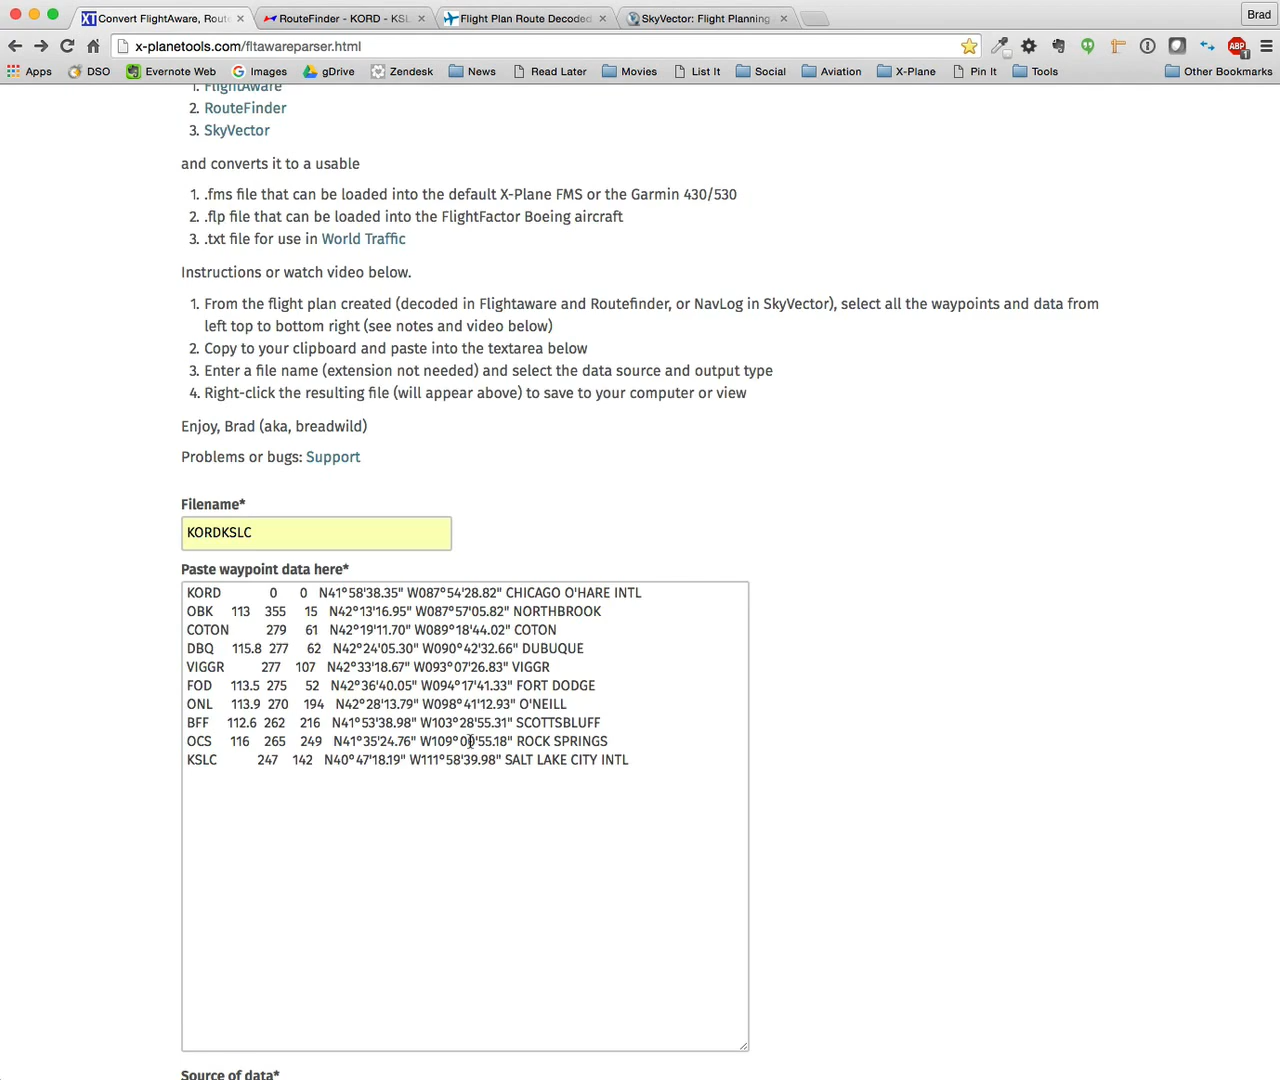 Convert FlightAware, Route
RouteFinder - KORD - KSL
Flight Plan Route Decoded
SkyVector: Flight Planning
Brad
x-planetools.com/fltawareparser.html
ABP
1
Apps
DSO
Evernote Web
Images
gDrive
Zendesk
News
Read Later
Movies
List It
Social
Aviation
X-Plane
Pin It
Tools
Other Bookmarks
1. FlightAware
2. RouteFinder
3. SkyVector
and converts it to a usable
1. .fms file that can be loaded into the default X-Plane FMS or the Garmin 430/530
2. .flp file that can be loaded into the FlightFactor Boeing aircraft
3. .txt file for use in World Traffic
Instructions or watch video below.
1. From the flight plan created (decoded in Flightaware and Routefinder, or NavLog in SkyVector), select all the waypoints and data from
left top to bottom right (see notes and video below)
2. Copy to your clipboard and paste into the textarea below
3. Enter a file name (extension not needed) and select the data source and output type
4. Right-click the resulting file (will appear above) to save to your computer or view
Enjoy, Brad (aka, breadwild)
Problems or bugs: Support
Filename*
KORDKSLC
Paste waypoint data here*
KORD 0 0 N41°58'38.35" W087°54'28.82" CHICAGO O'HARE INTL
OBK 113 355 15 N42°13'16.95" W087°57'05.82" NORTHBROOK
COTON 279 61 N42°19'11.70" W089°18'44.02" COTON
DBQ 115.8 277 62 N42°24'05.30" W090°42'32.66" DUBUQUE
VIGGR 277 107 N42°33'18.67" W093°07'26.83" VIGGR
FOD 113.5 275 52 N42°36'40.05" W094°17'41.33" FORT DODGE
ONL 113.9 270 194 N42°28'13.79" W098°41'12.93" O'NEILL
BFF 112.6 262 216 N41°53'38.98" W103°28'55.31" SCOTTSBLUFF
OCS 116 265 249 N41°35'24.76" ROCK SPRINGS
KSLC 247 142 N40°47'18.19" W111°58'39.98" SALT LAKE CITY INTL
Source of data*